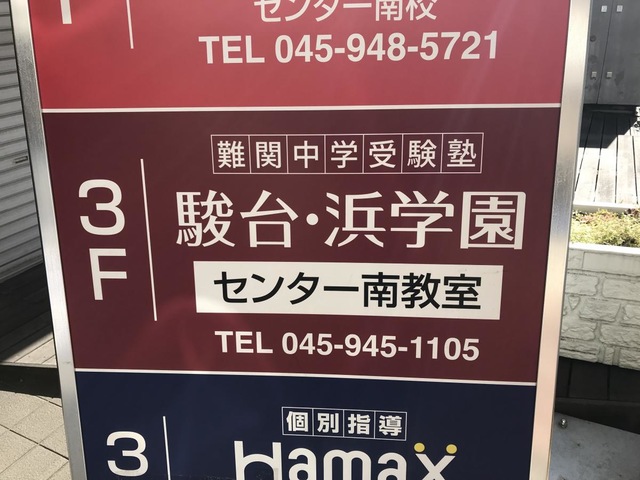 センター南校
TEL 045-948-5721
難関中学受験塾
3F
駿台・浜学園
センター南教室
TEL 045-945-1105
個別指導
3
Hamax